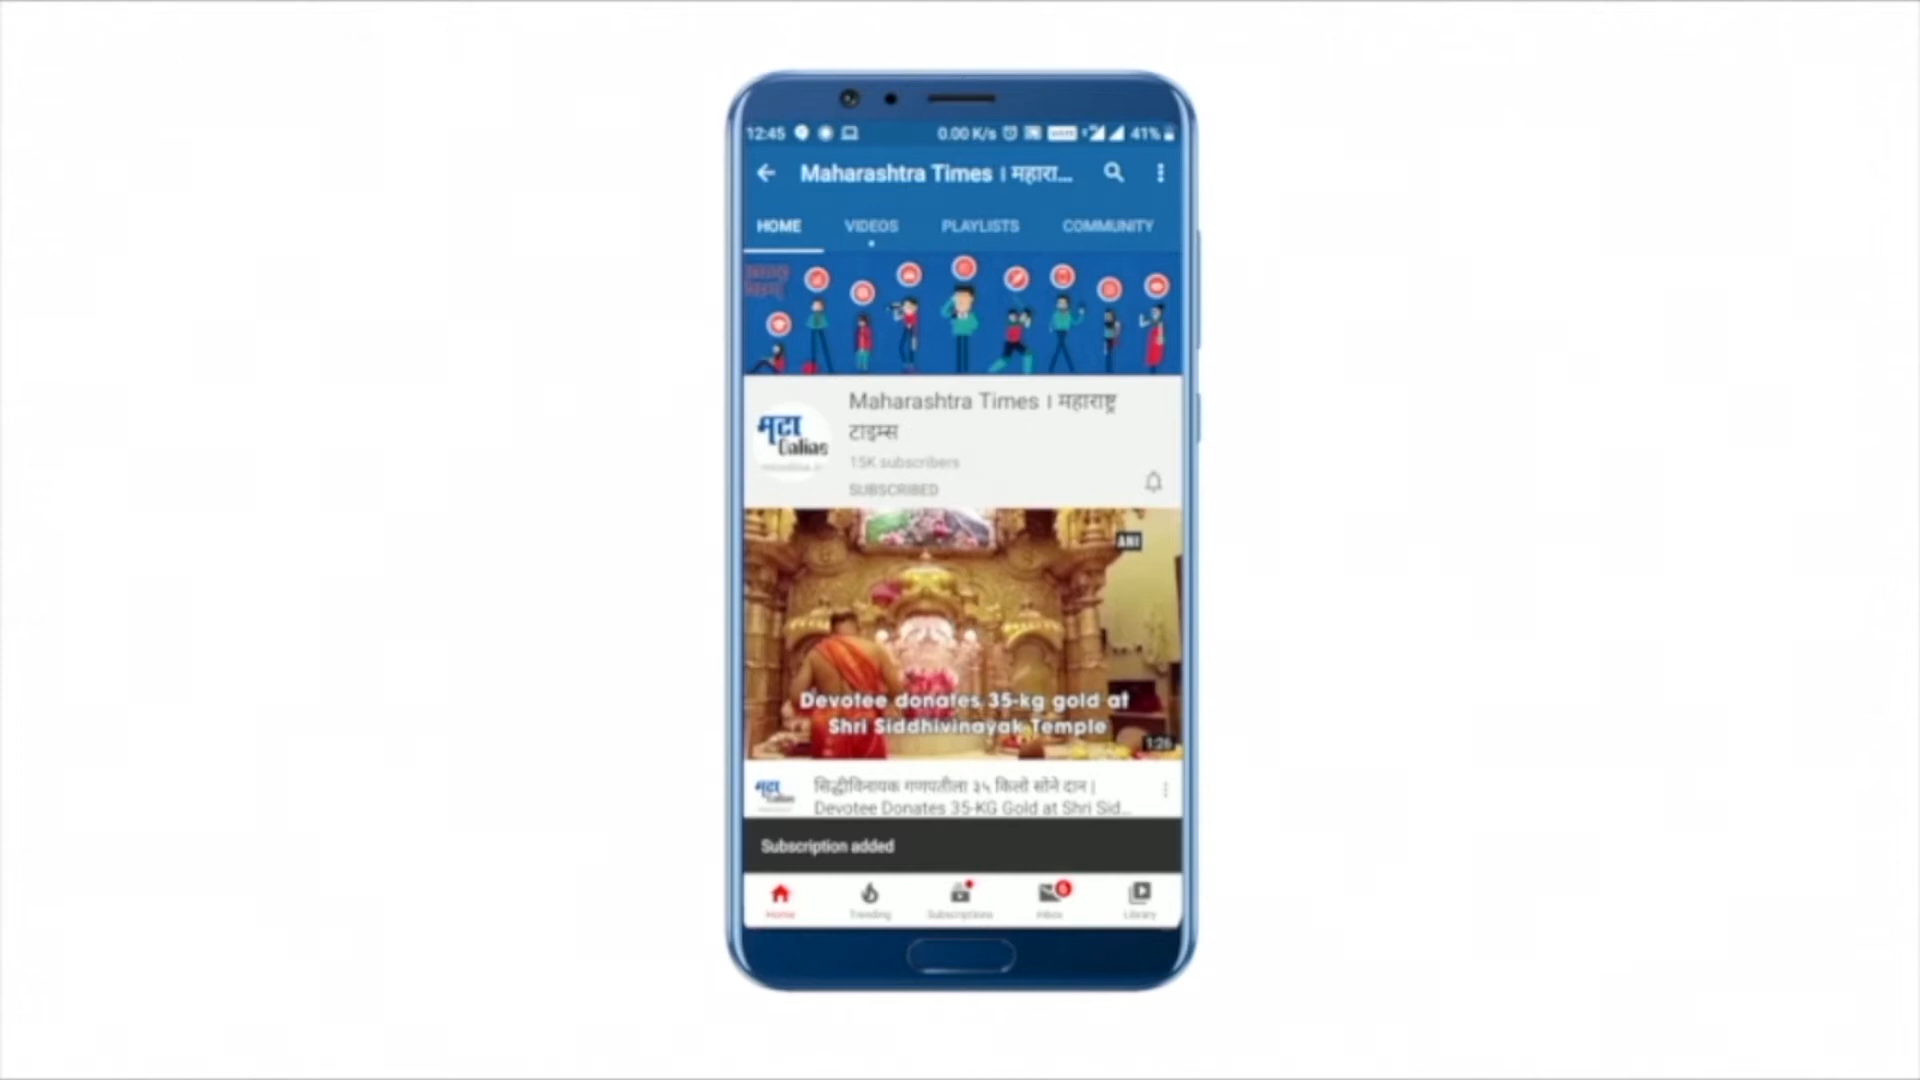 12:45
0.00 K/s
41%
Maharashtra Times । महारा...
HOME
VIDEOS
PLAYLISTS
COMMUNITY
Maharashtra Times । महाराष्ट्र
टाइम्स
मटा
15K subscribers
SUBSCRIBED
ANI
Devotee donates 35-kg gold at
Shri Siddhivinayak Temple
1:26
सिद्धीविनायक गणपतीला ३५ किलो सोने दान |
Devotee Donates 35-KG Gold at Shri Sid...
Subscription added
Home
Trending
Subscriptions
6
Inbox
Library